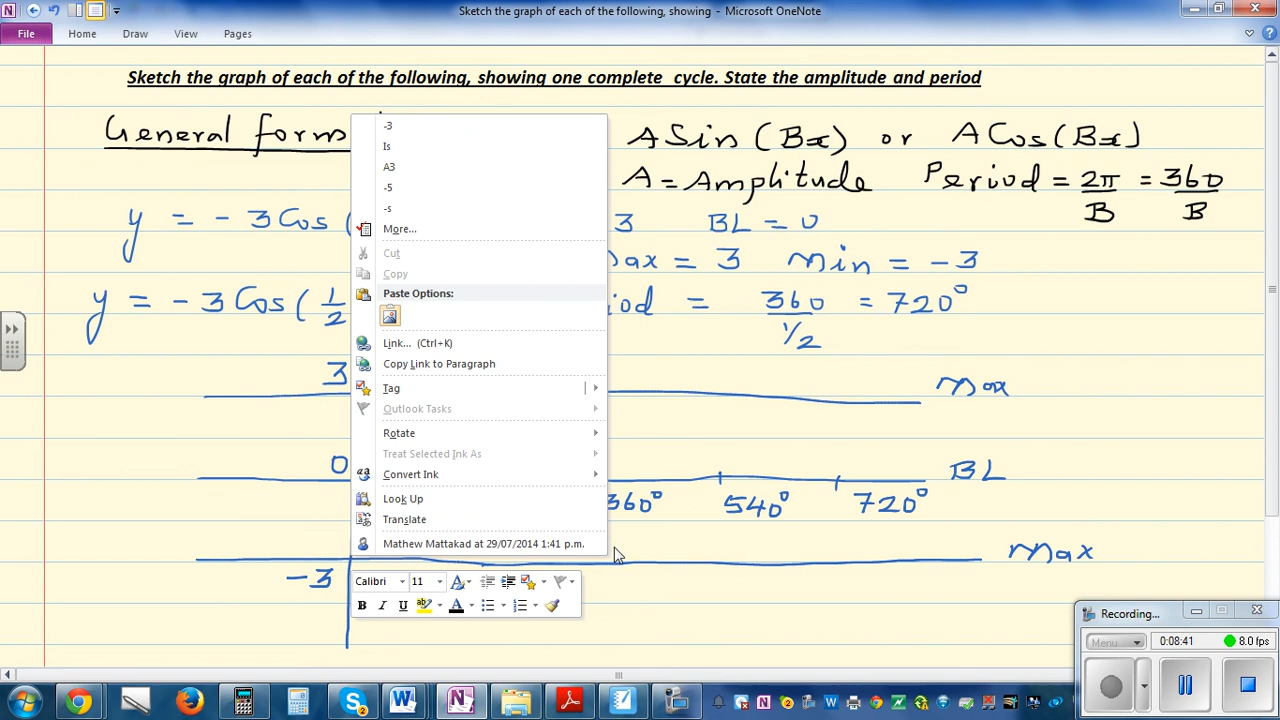 Sketch the graph of each of the following, showing - Microsoft OneNote
File Home Draw View Pages
Sketch the graph of each of the following, showing one complete cycle. State the amplitude and period
General form ASin (Bx) or ACos(Bx)
A = Amplitude Period = 2π/B = 360/B
y = - 3Cos ( 3 BL = 0
max = 3 Min = -3
y = - 3 Cos ( 1/2 iod = 360/1/2 = 720°
3 Max
0 BL
360° 540° 720°
-3 Max
-3
Is
A3
-5
-s
More...
Cut
Copy
Paste Options:
Link... (Ctrl+K)
Copy Link to Paragraph
Tag
Outlook Tasks
Rotate
Treat Selected Ink As
Convert Ink
Look Up
Translate
Mathew Mattakad at 29/07/2014 1:41 p.m.
Calibri 11
B I U
Recording...
Menu 0:08:41 8.0 fps